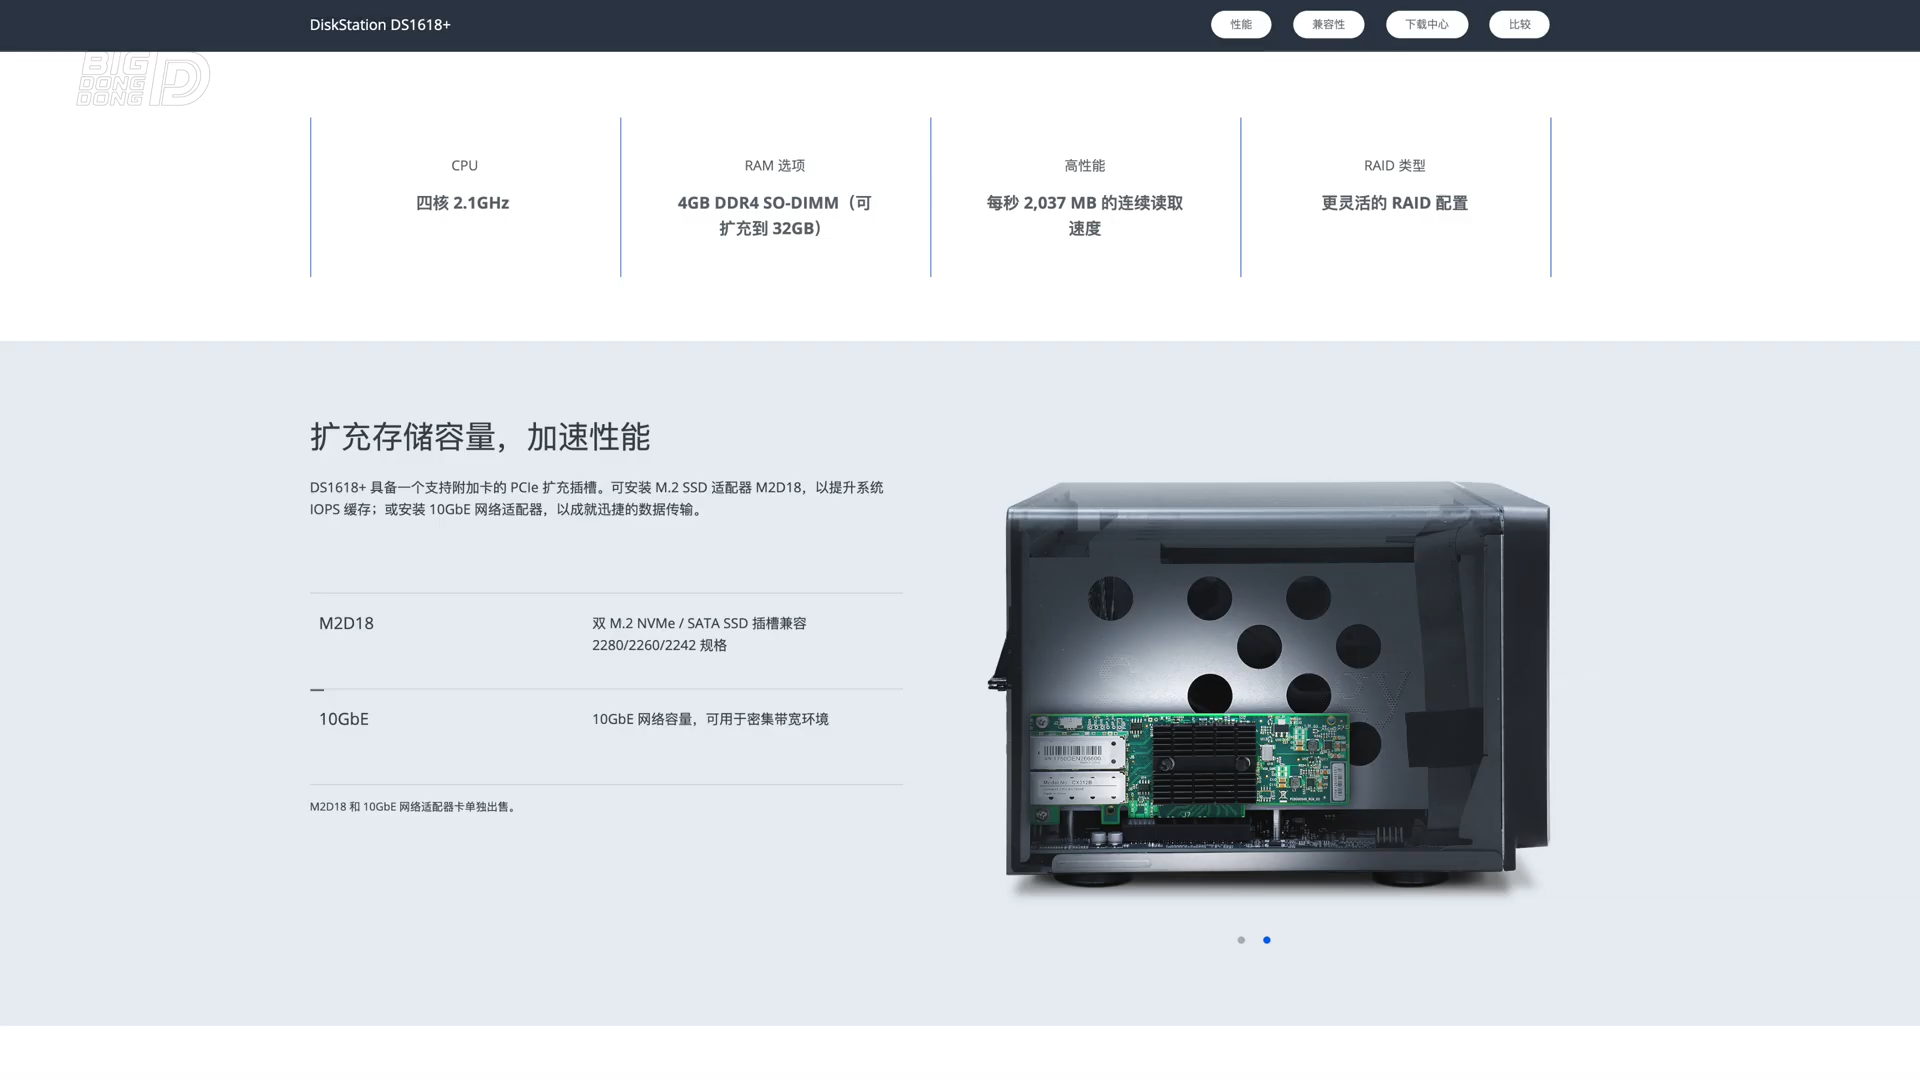 DiskStation DS1618+
性能
兼容性
下载中心
比较
BIG
DONG
DONG
CPU
四核 2.1GHz
RAM 选项
4GB DDR4 SO-DIMM（可
扩充到 32GB）
高性能
每秒 2,037 MB 的连续读取
速度
RAID 类型
更灵活的 RAID 配置
扩充存储容量，加速性能
DS1618+ 具备一个支持附加卡的 PCIe 扩充插槽。可安装 M.2 SSD 适配器 M2D18，以提升系统
IOPS 缓存；或安装 10GbE 网络适配器，以成就迅捷的数据传输。
M2D18
双 M.2 NVMe / SATA SSD 插槽兼容
2280/2260/2242 规格
10GbE
10GbE 网络容量，可用于密集带宽环境
M2D18 和 10GbE 网络适配器卡单独出售。
J7